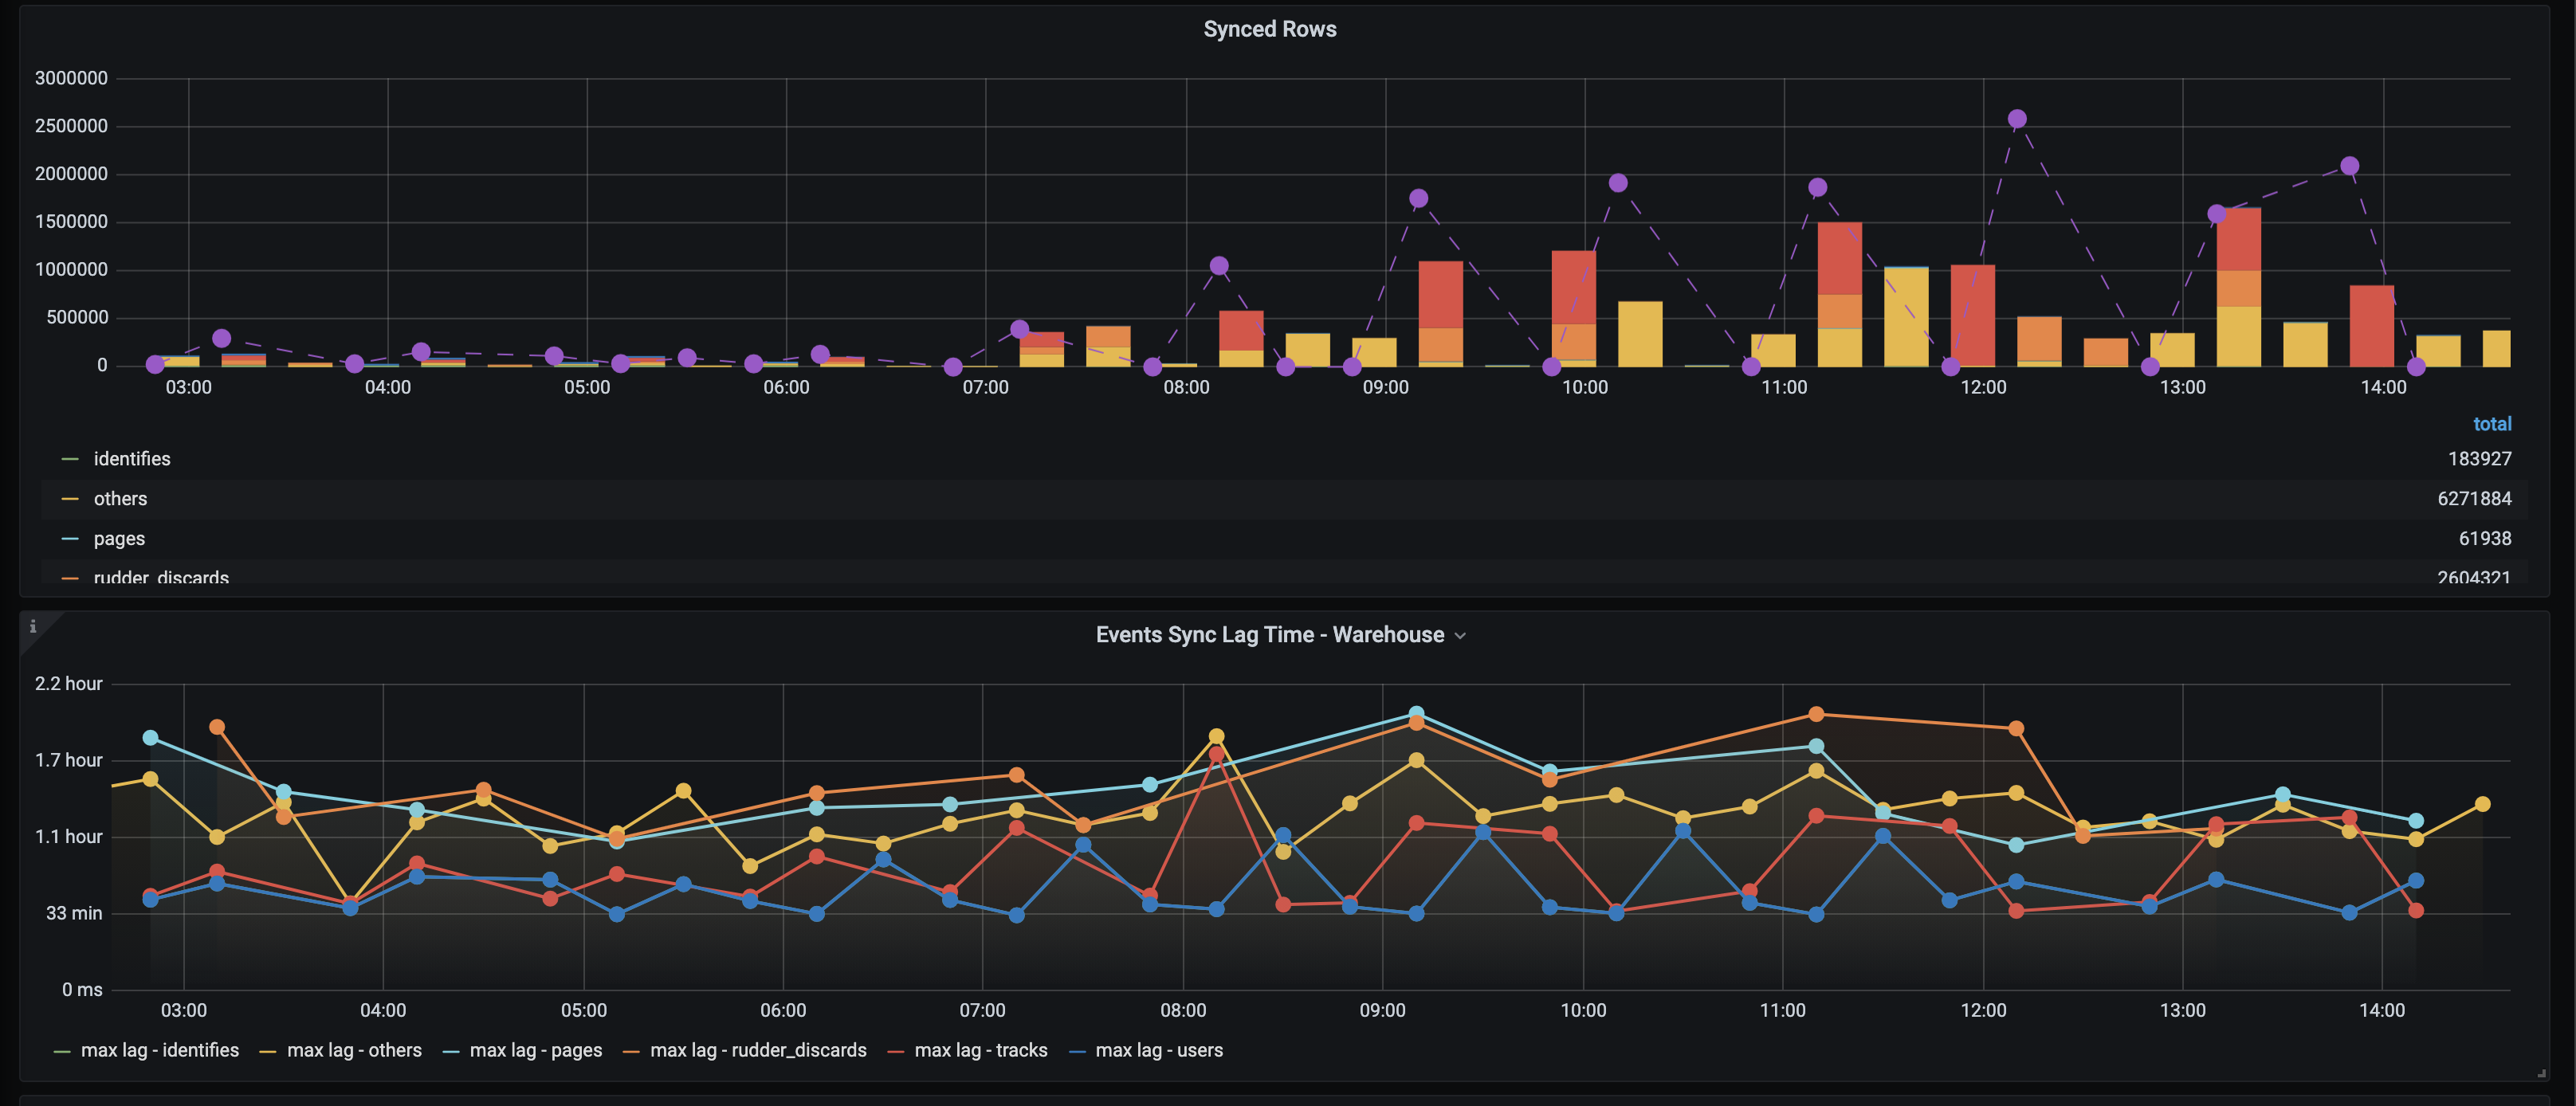 Synced Rows
3000000
2500000
2000000
1500000
1000000
500000
0
03:00 04:00 05:00 06:00 07:00 08:00 09:00 10:00 11:00 12:00 13:00 14:00
total
identifies 183927
others 6271884
pages 61938
rudder_discards 2604321
i
Events Sync Lag Time - Warehouse
2.2 hour
1.7 hour
1.1 hour
33 min
0 ms
03:00 04:00 05:00 06:00 07:00 08:00 09:00 10:00 11:00 12:00 13:00 14:00
max lag - identifies max lag - others max lag - pages max lag - rudder_discards max lag - tracks max lag - users